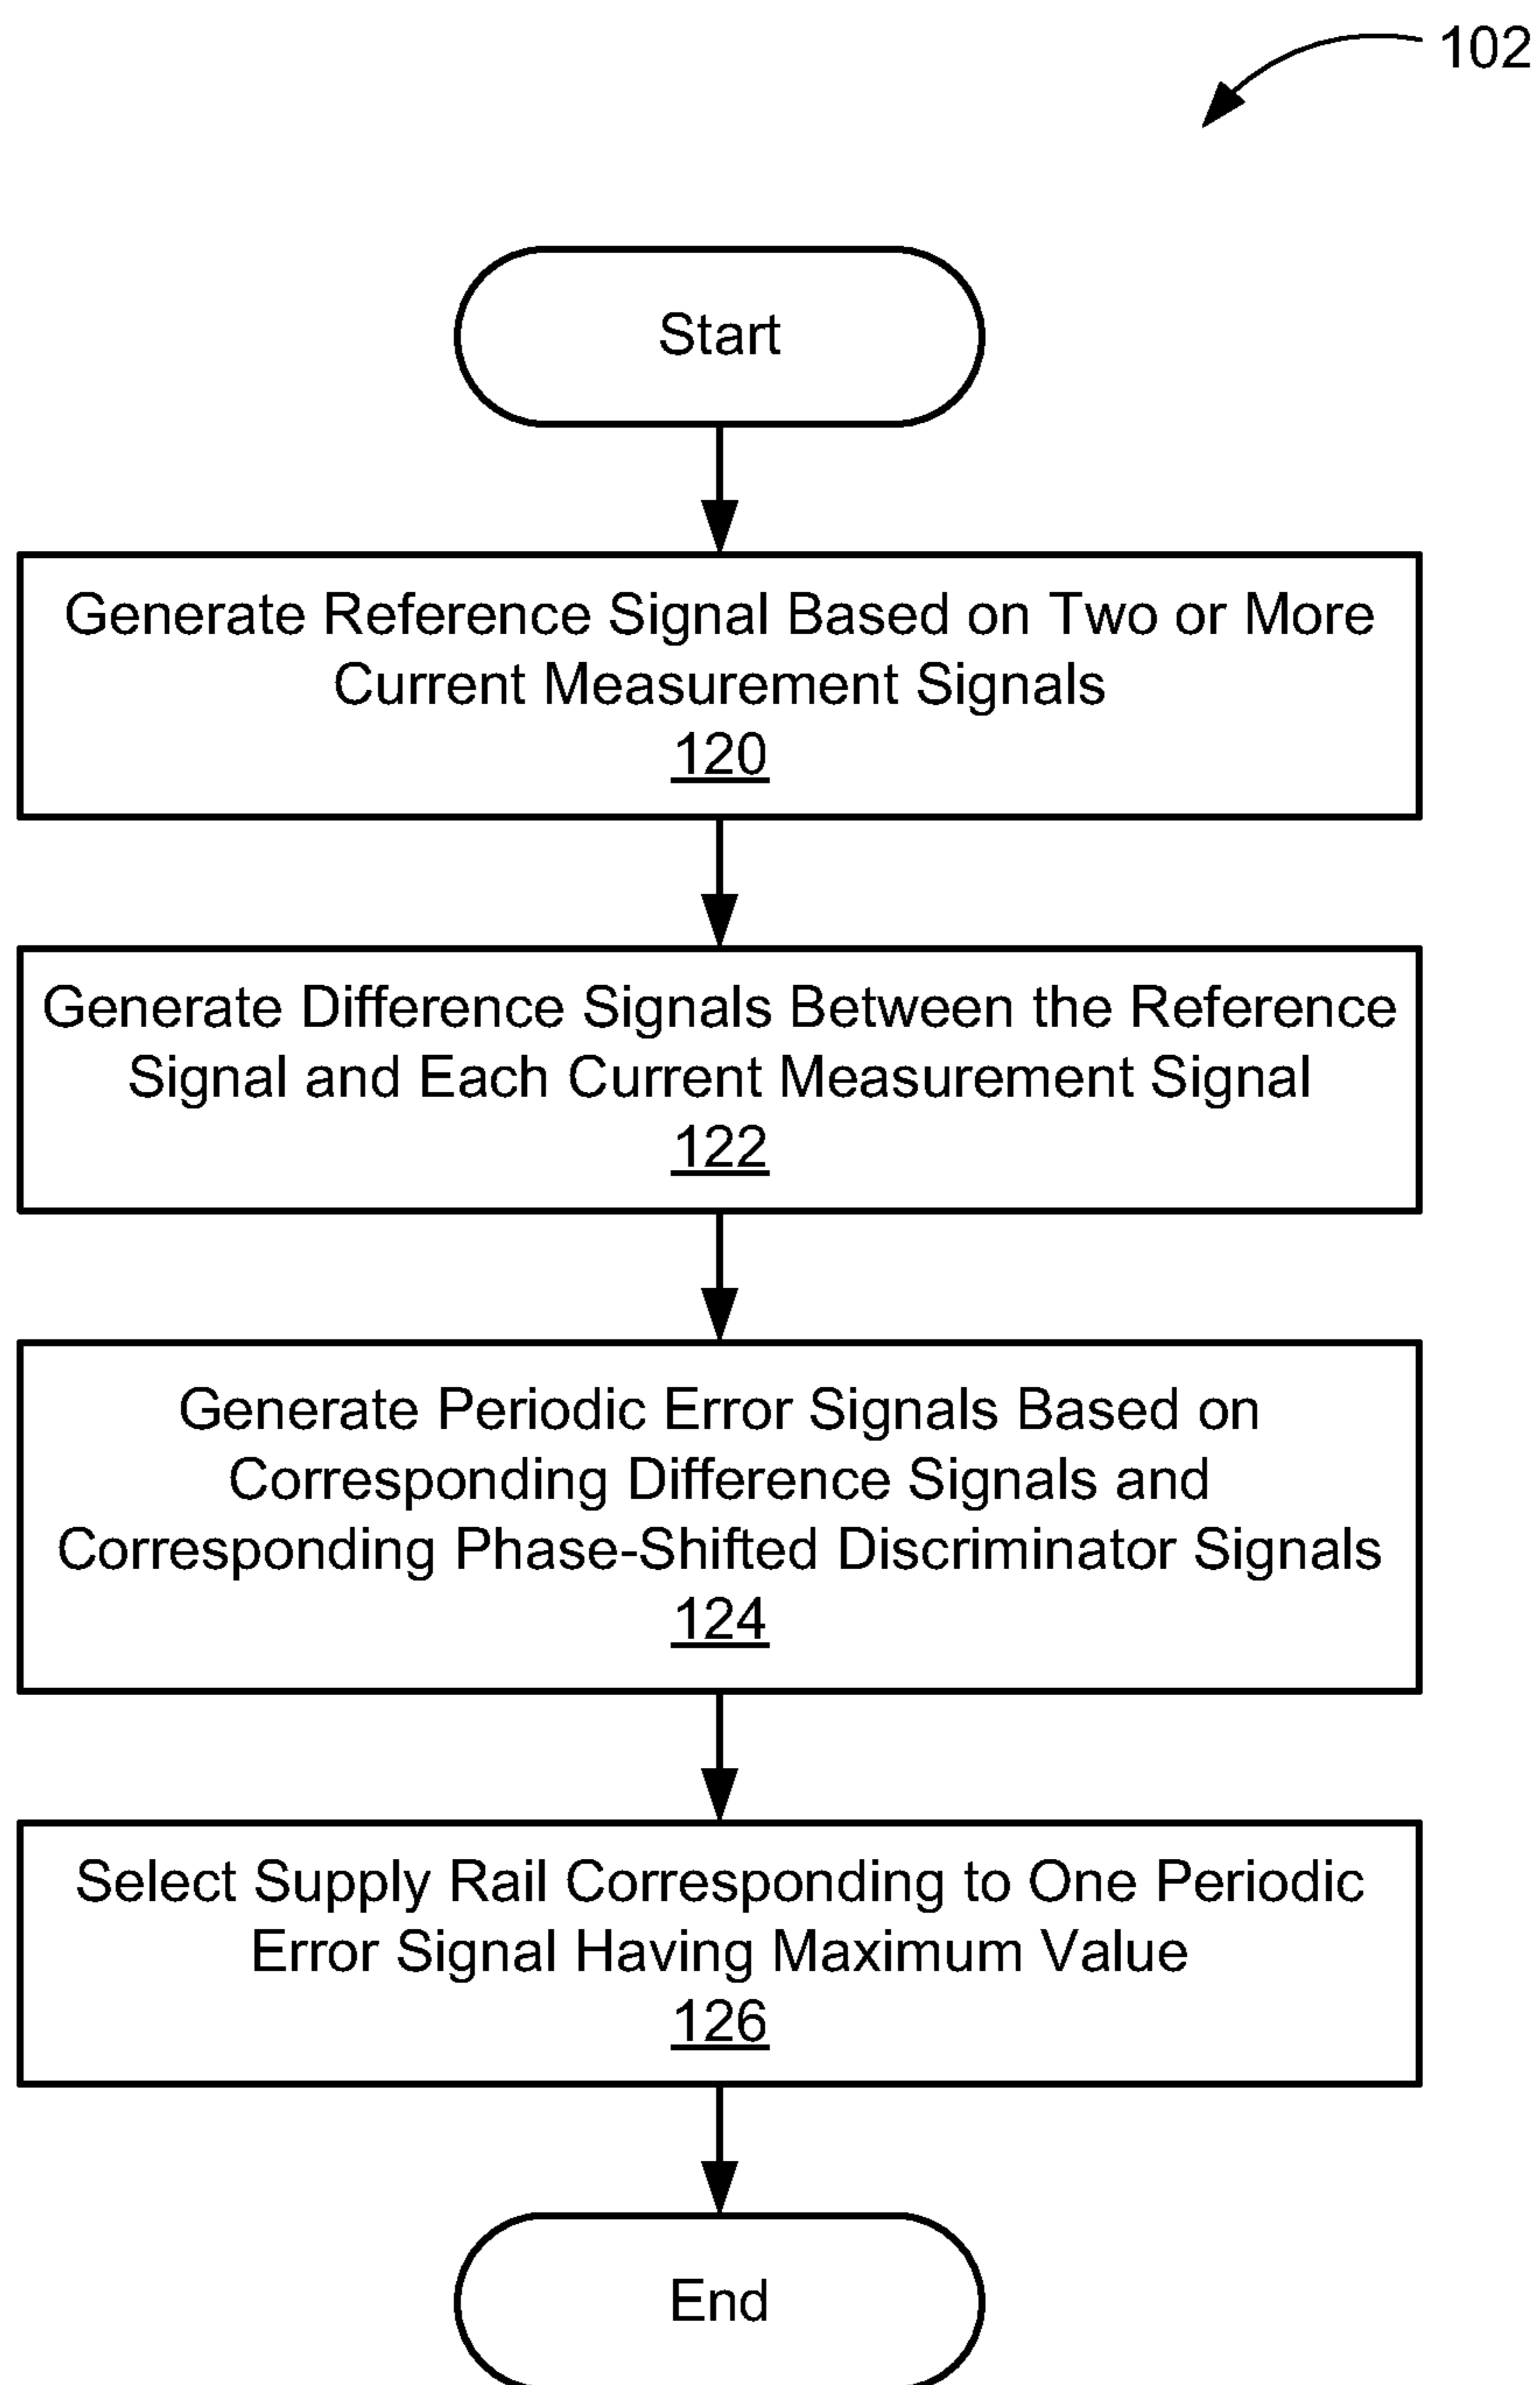 102
Start
Generate Reference Signal Based on Two or More
Current Measurement Signals
120
Generate Difference Signals Between the Reference
Signal and Each Current Measurement Signal
122
Generate Periodic Error Signals Based on
Corresponding Difference Signals and
Corresponding Phase-Shifted Discriminator Signals
124
Select Supply Rail Corresponding to One Periodic
Error Signal Having Maximum Value
126
End